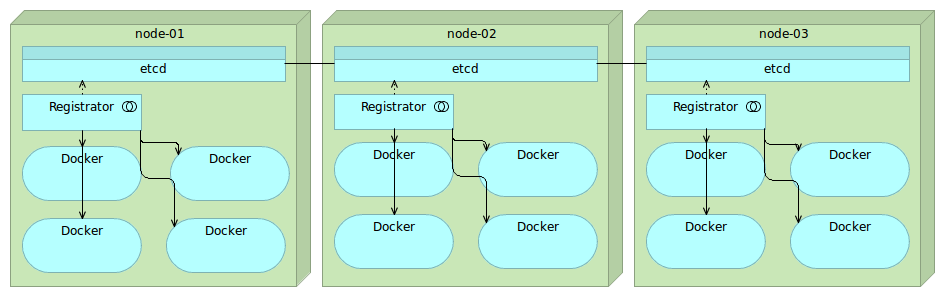 node-01
etcd
Registrator
Docker
Docker
Docker
Docker
node-02
etcd
Registrator
Docker
Docker
Docker
Docker
node-03
etcd
Registrator
Docker
Docker
Docker
Docker